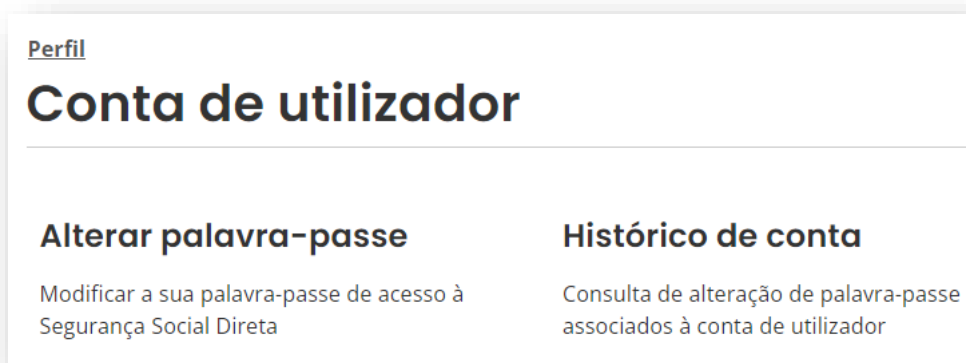 Perfil
Conta de utilizador
Alterar palavra-passe
Modificar a sua palavra-passe de acesso à
Segurança Social Direta
Histórico de conta
Consulta de alteração de palavra-passe
associados à conta de utilizador